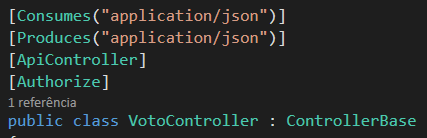 [Consumes("application/json")]
[Produces("application/json")]
[ApiController]
[Authorize]
1 referência
public class VotoController : ControllerBase